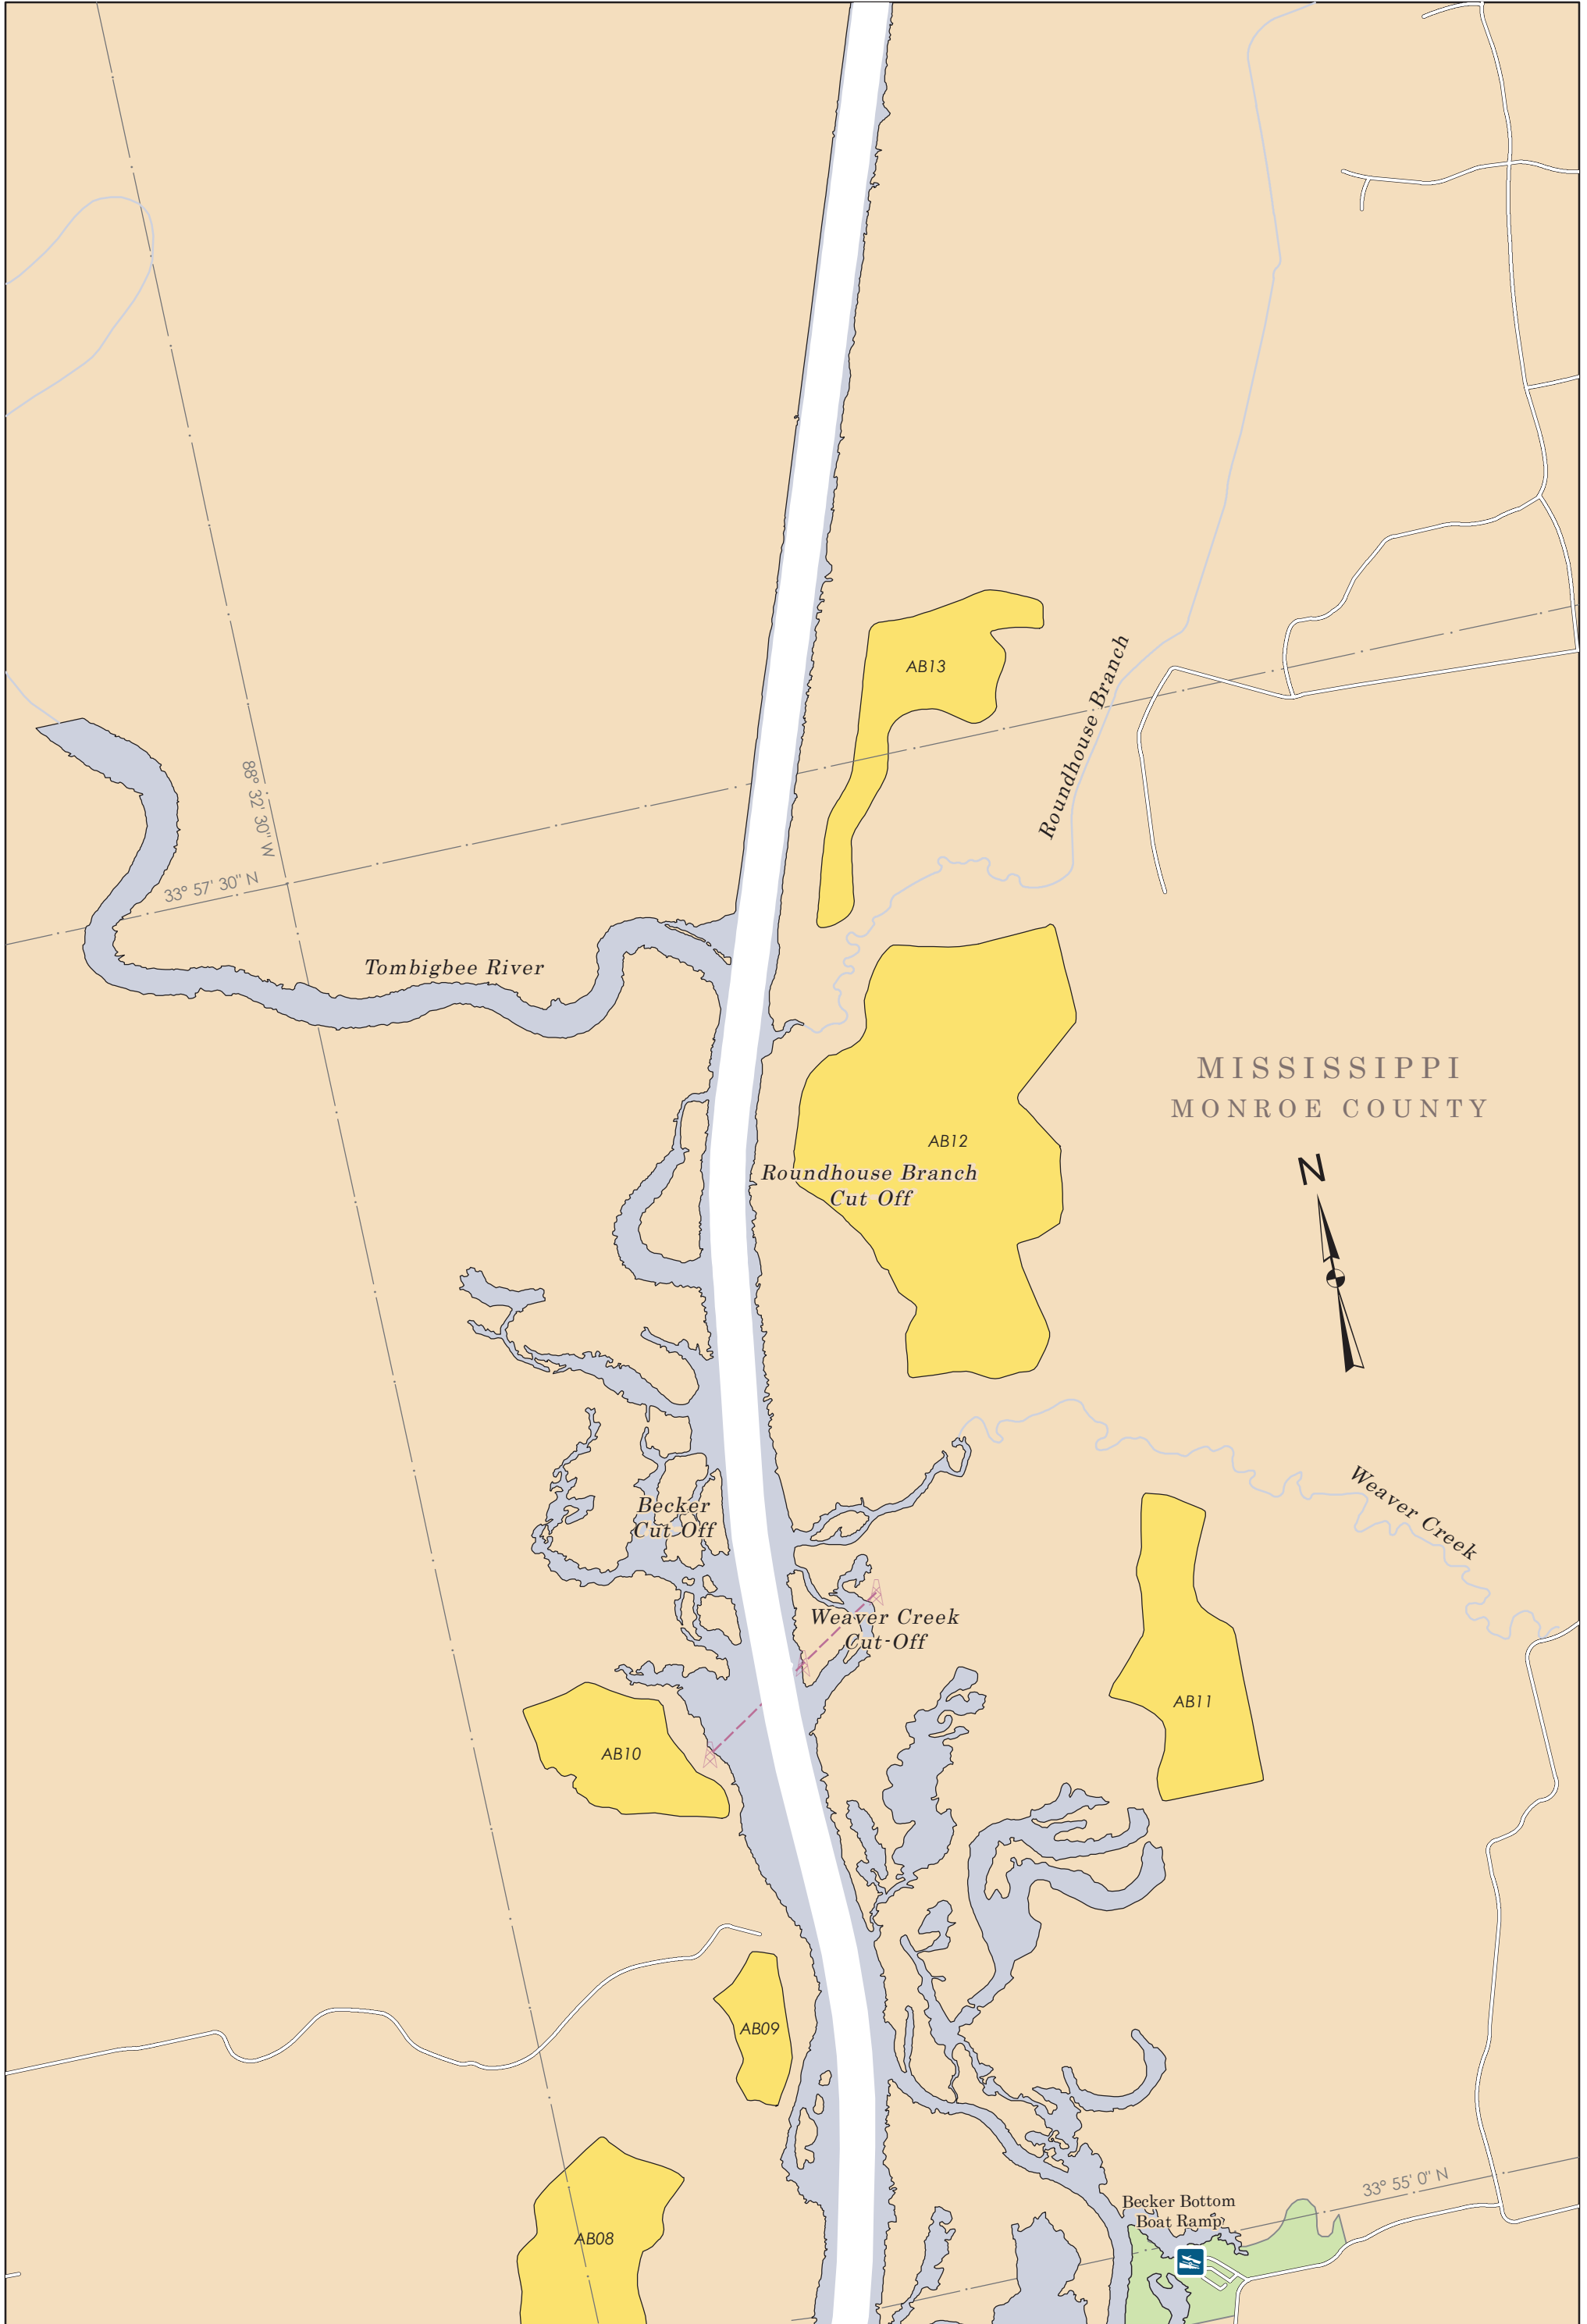 AB13
Roundhouse Branch
88° 32' 30" W
33° 57' 30" N
Tombigbee River
MISSISSIPPI
MONROE COUNTY
AB12
N
Roundhouse Branch
Cut Off
Becker
Cut Off
Weaver Creek
Weaver Creek
Cut-Off
AB11
AB10
AB09
33° 55' 0" N
Becker Bottom
Boat Ramp
AB08